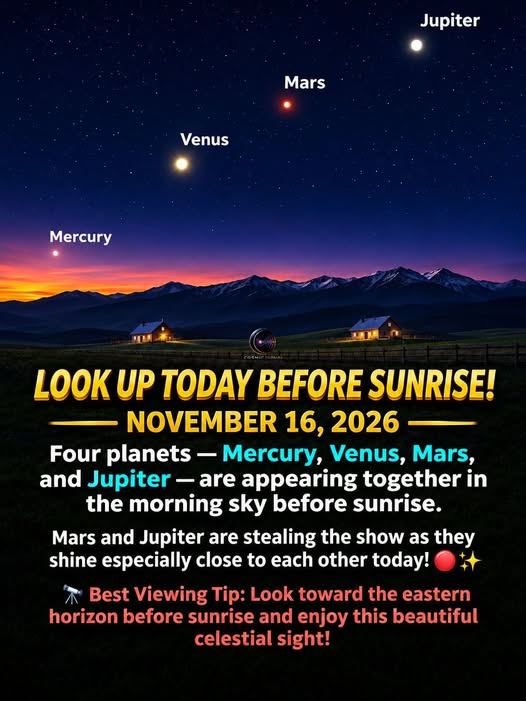 Jupiter
Mars
Venus
Mercury
LOOK UP TODAY BEFORE SUNRISE!
NOVEMBER 16, 2026
Four planets — Mercury, Venus, Mars,
and Jupiter — are appearing together in
the morning sky before sunrise.
Mars and Jupiter are stealing the show as they
shine especially close to each other today! 🔴✨
🔭 Best Viewing Tip: Look toward the eastern
horizon before sunrise and enjoy this beautiful
celestial sight!